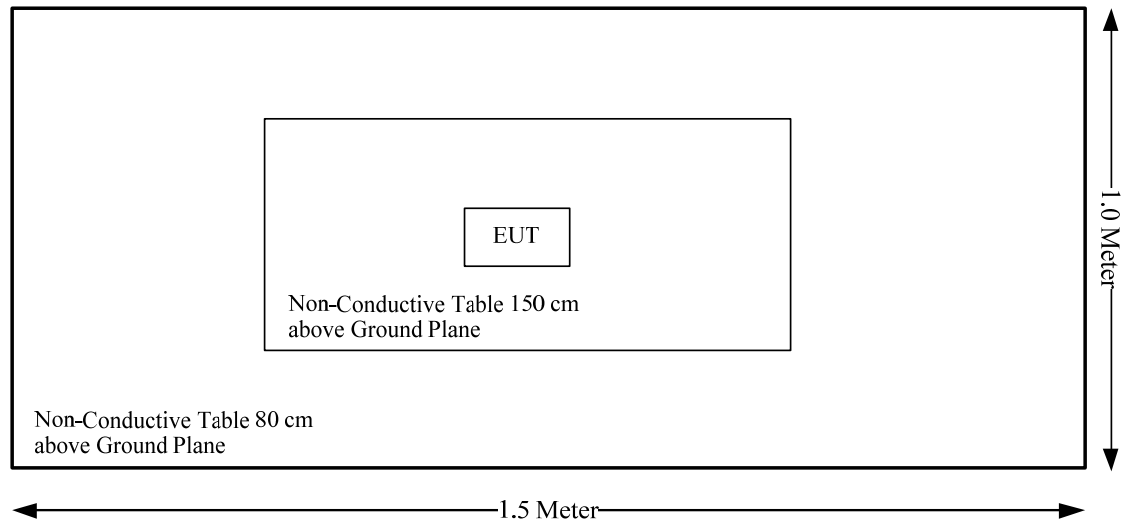 EUT
Non-Conductive Table 150 cm
above Ground Plane
Non-Conductive Table 80 cm
above Ground Plane
1.0 Meter
1.5 Meter